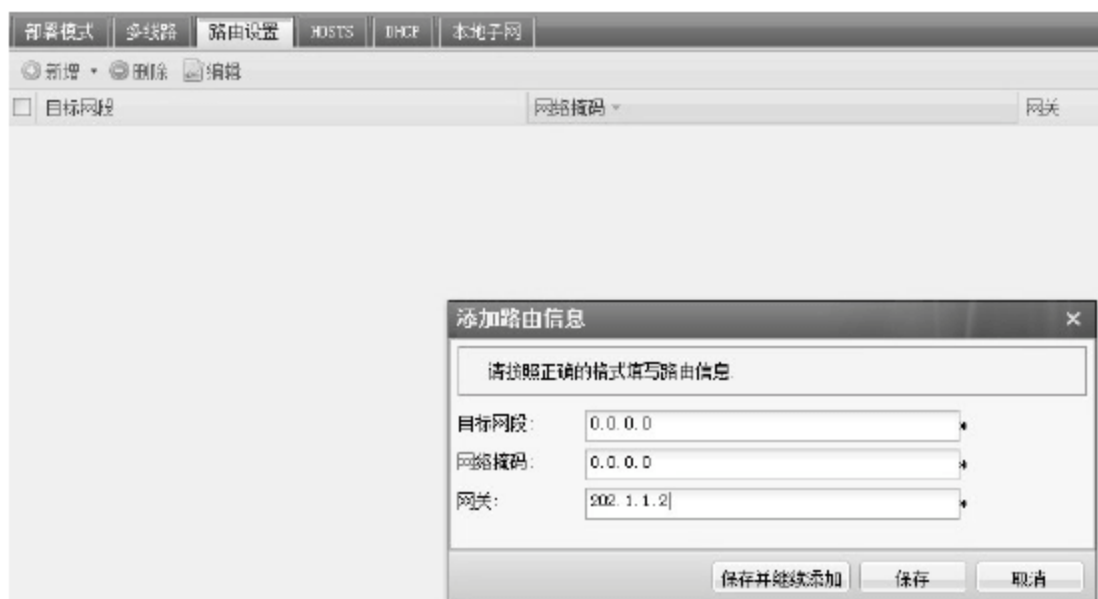 部署模式 多线路 路由设置 HOSTS DHCP 本地子网
新增 删除 编辑
目标网段 网络掩码 网关
添加路由信息 ×
请按照正确的格式填写路由信息.
目标网段: 0.0.0.0 *
网络掩码: 0.0.0.0 *
网关: 202.1.1.2 *
保存并继续添加 保存 取消